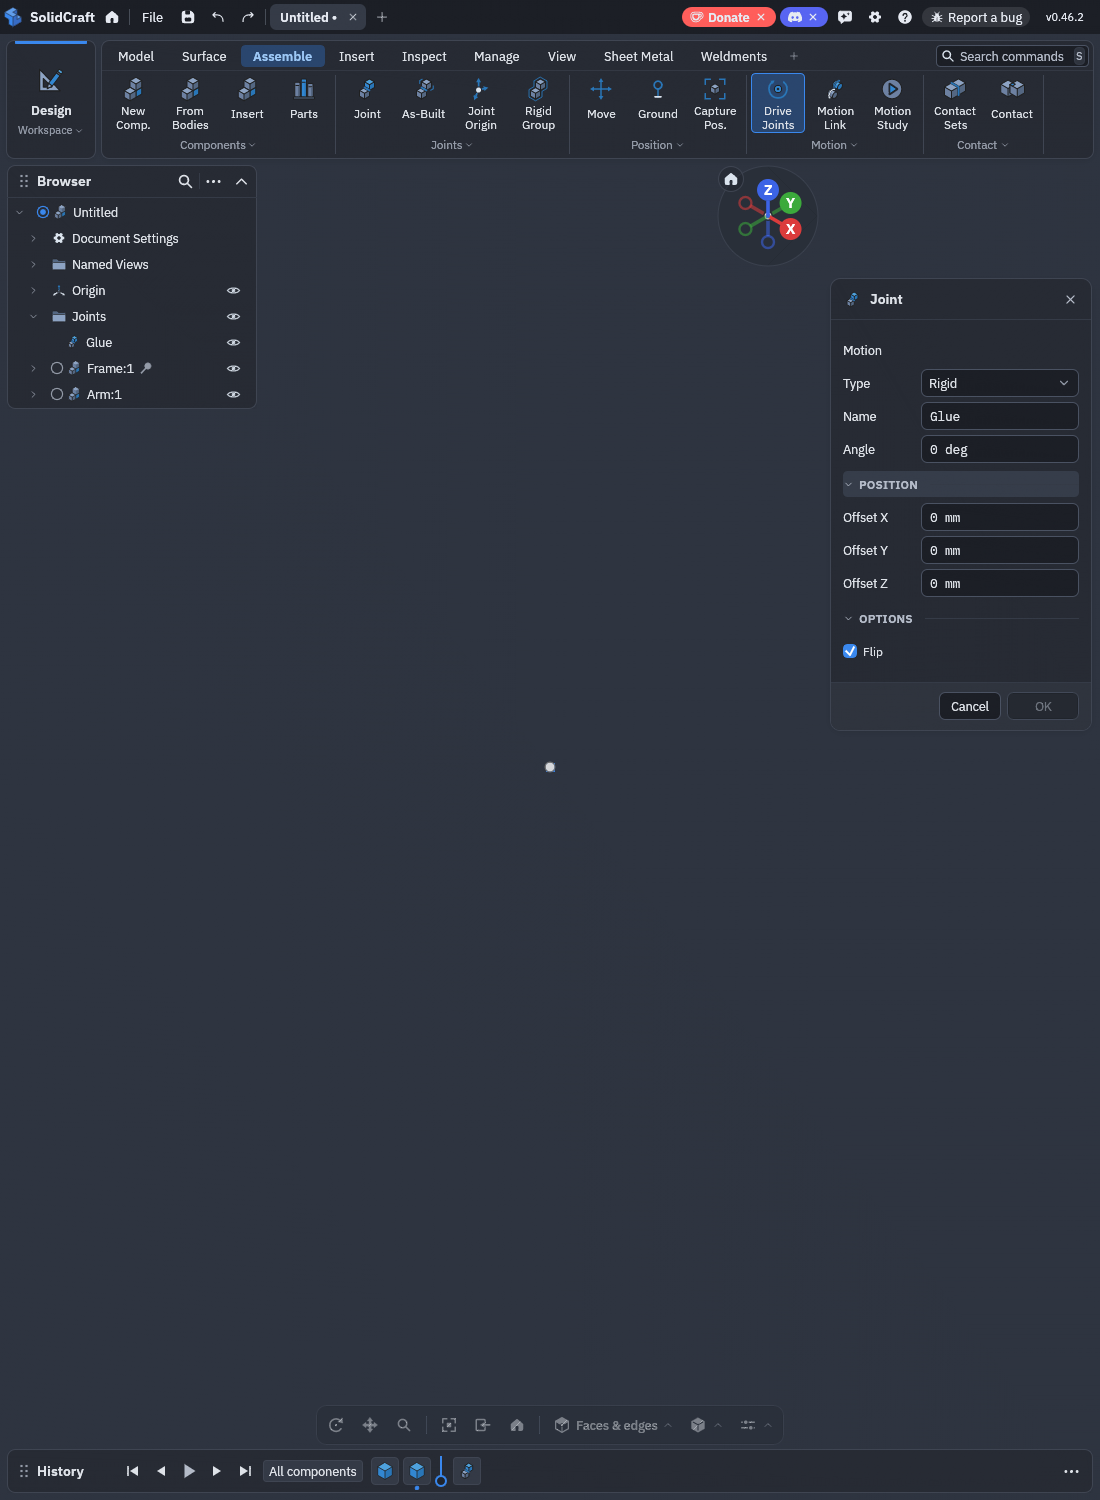 SolidCraft
File
Untitled •
Donate
Report a bug
v0.46.2
Design
Workspace
Model
Surface
Assemble
Insert
Inspect
Manage
View
Sheet Metal
Weldments
Search commands
S
New Comp.
From Bodies
Insert
Parts
Components
Joint
As-Built
Joint Origin
Rigid Group
Joints
Move
Ground
Capture Pos.
Position
Drive Joints
Motion Link
Motion Study
Motion
Contact Sets
Contact
Contact
Browser
Untitled
Document Settings
Named Views
Origin
Joints
Glue
Frame:1
Arm:1
Z
Y
X
Joint
Motion
Type
Rigid
Name
Glue
Angle
0 deg
POSITION
Offset X
0 mm
Offset Y
0 mm
Offset Z
0 mm
OPTIONS
Flip
Cancel
OK
Faces & edges
History
All components